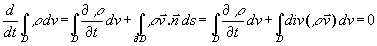 d/dt ∫_D ρ dv = ∫_D ∂ρ/∂t dv + ∫_∂D ρv⃗.n⃗ ds = ∫_D ∂ρ/∂t dv + ∫_D div(ρv⃗)dv = 0